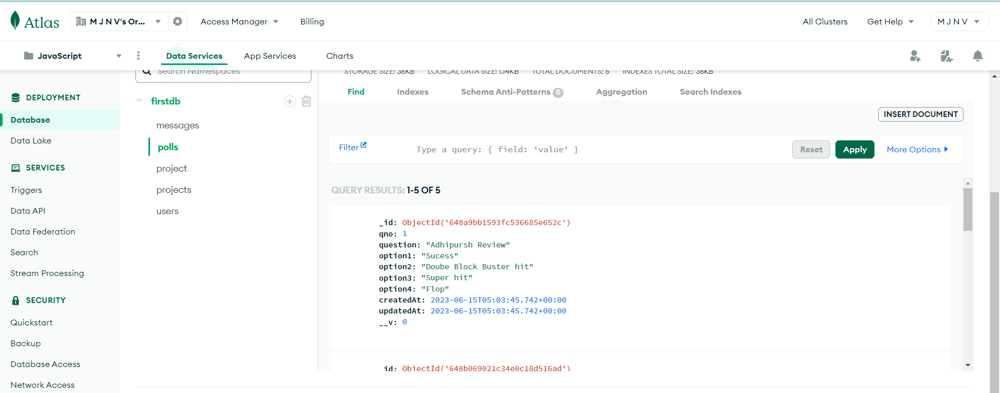 Atlas
M J N V's Or...
Access Manager
Billing
All Clusters
Get Help
M J N V
JavaScript
Data Services
App Services
Charts
Search Namespaces
STORAGE SIZE: 36KB
LOGICAL DATA SIZE: 1.14KB
TOTAL DOCUMENTS: 5
INDEXES TOTAL SIZE: 36KB
DEPLOYMENT
Database
Data Lake
SERVICES
Triggers
Data API
Data Federation
Search
Stream Processing
SECURITY
Quickstart
Backup
Database Access
Network Access
firstdb
messages
polls
project
projects
users
Find
Indexes
Schema Anti-Patterns 0
Aggregation
Search Indexes
INSERT DOCUMENT
Filter
Type a query: { field: 'value' }
Reset
Apply
More Options
QUERY RESULTS: 1-5 OF 5
_id: ObjectId('648a9bb1593fc536685e652c')
qno: 1
question: "Adhipursh Review"
option1: "Sucess"
option2: "Doube Block Buster hit"
option3: "Super hit"
option4: "Flop"
createdAt: 2023-06-15T05:03:45.742+00:00
updatedAt: 2023-06-15T05:03:45.742+00:00
__v: 0
_id: ObjectId('648b069021c34e0c18d516ad')